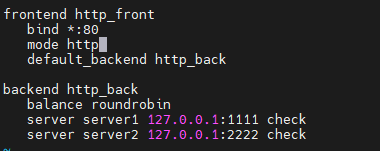 frontend http_front
bind *:80
mode http
default_backend http_back
backend http_back
balance roundrobin
server server1 127.0.0.1:1111 check
server server2 127.0.0.1:2222 check